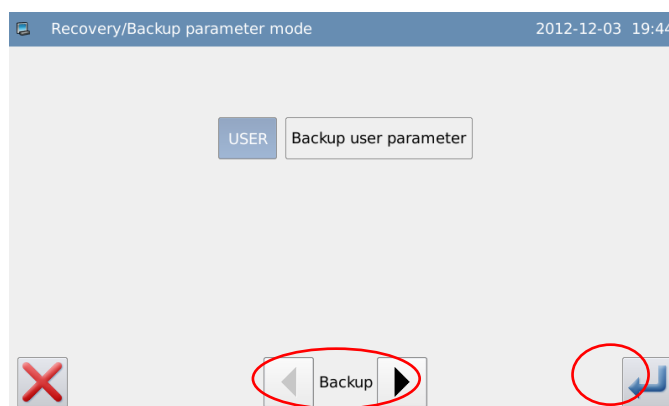 Recovery/Backup parameter mode 2012-12-03 19:44
USER Backup user parameter
Backup